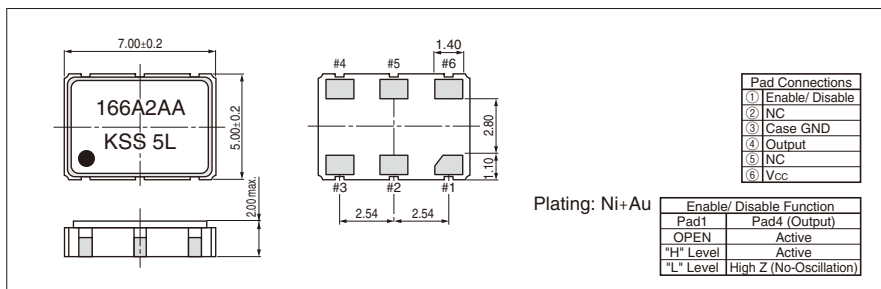 7.00±0.2
166A2AA
KSS 5L
5.00±0.2
2.00 max.
#4 #5 #6
1.40
2.80
1.10
#3 #2 #1
2.54 2.54
Plating: Ni+Au
Pad Connections
① Enable/ Disable
② NC
③ Case GND
④ Output
⑤ NC
⑥ Vcc
Enable/ Disable Function
Pad1 Pad4 (Output)
OPEN Active
"H" Level Active
"L" Level High Z (No-Oscillation)